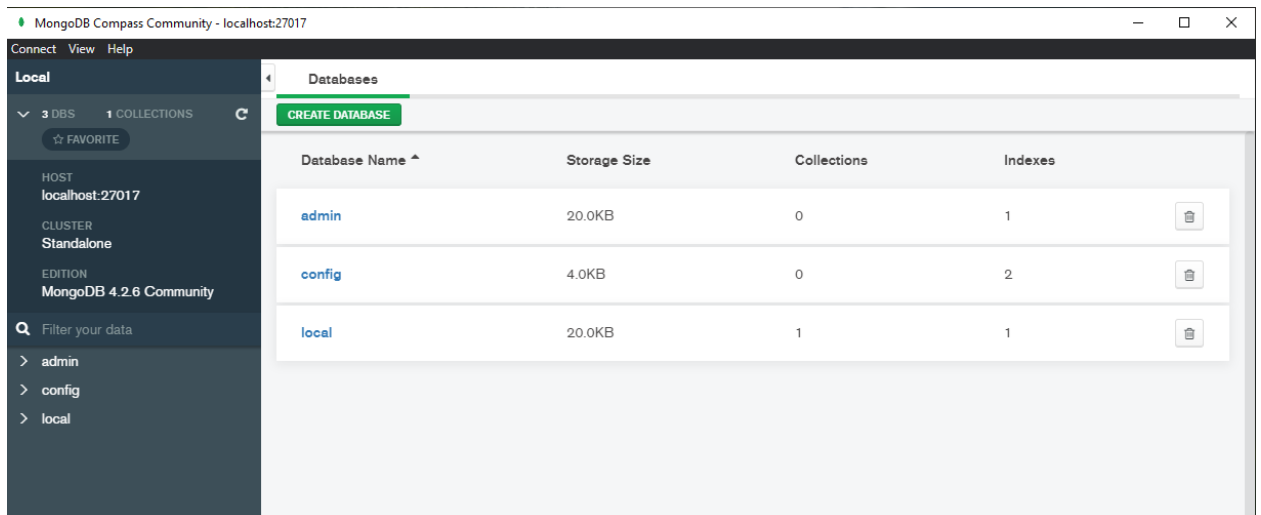 MongoDB Compass Community - localhost:27017
Connect View Help
Local
3 DBS 1 COLLECTIONS
FAVORITE
HOST
localhost:27017
CLUSTER
Standalone
EDITION
MongoDB 4.2.6 Community
Filter your data
admin
config
local
Databases
CREATE DATABASE
Database Name Storage Size Collections Indexes
admin 20.0KB 0 1
config 4.0KB 0 2
local 20.0KB 1 1